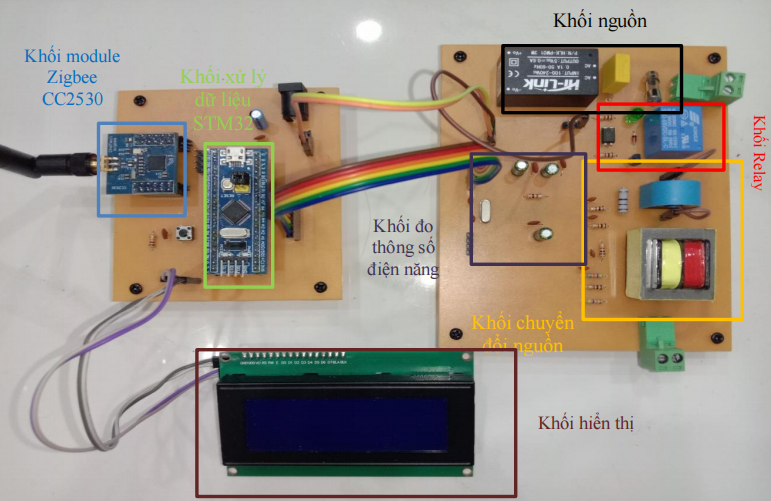 Khối nguồn
Khối module
Zigbee
CC2530
Khối xử lý
dữ liệu
STM32
Hi-Link
Khối Relay
Khối đo
thông số
điện năng
Khối chuyển
đổi nguồn
Khối hiển thị